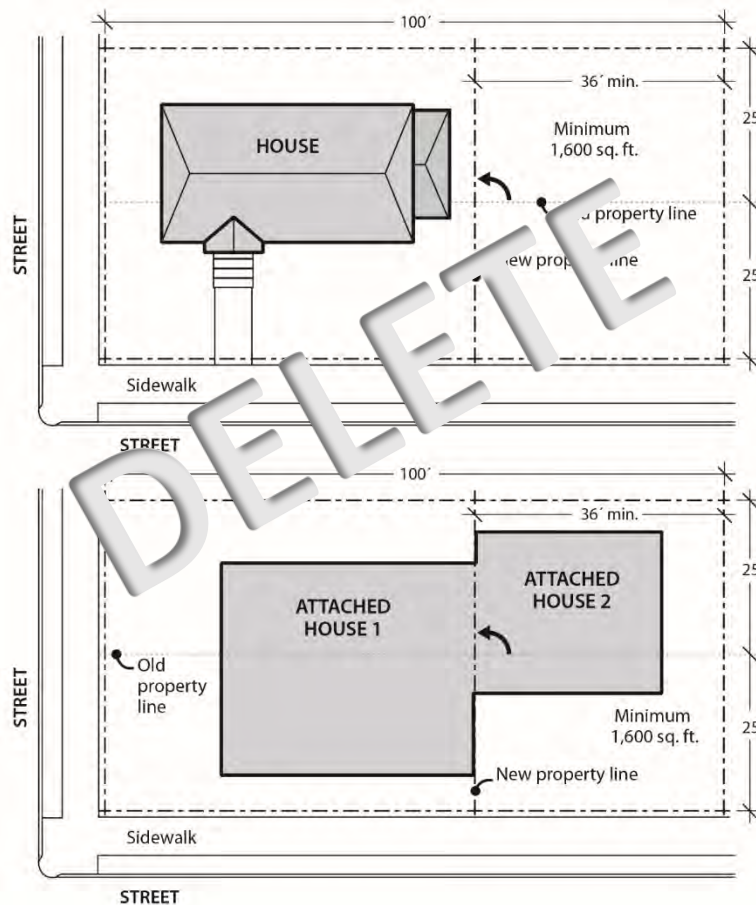 100´
36´ min.
25
HOUSE
Minimum
1,600 sq. ft.
property line
STREET
25
property line
DELETE
Sidewalk
STREET
100´
36´ min.
25
ATTACHED
HOUSE 1
ATTACHED
HOUSE 2
Old
property
line
STREET
Minimum
1,600 sq. ft.
25
New property line
Sidewalk
STREET